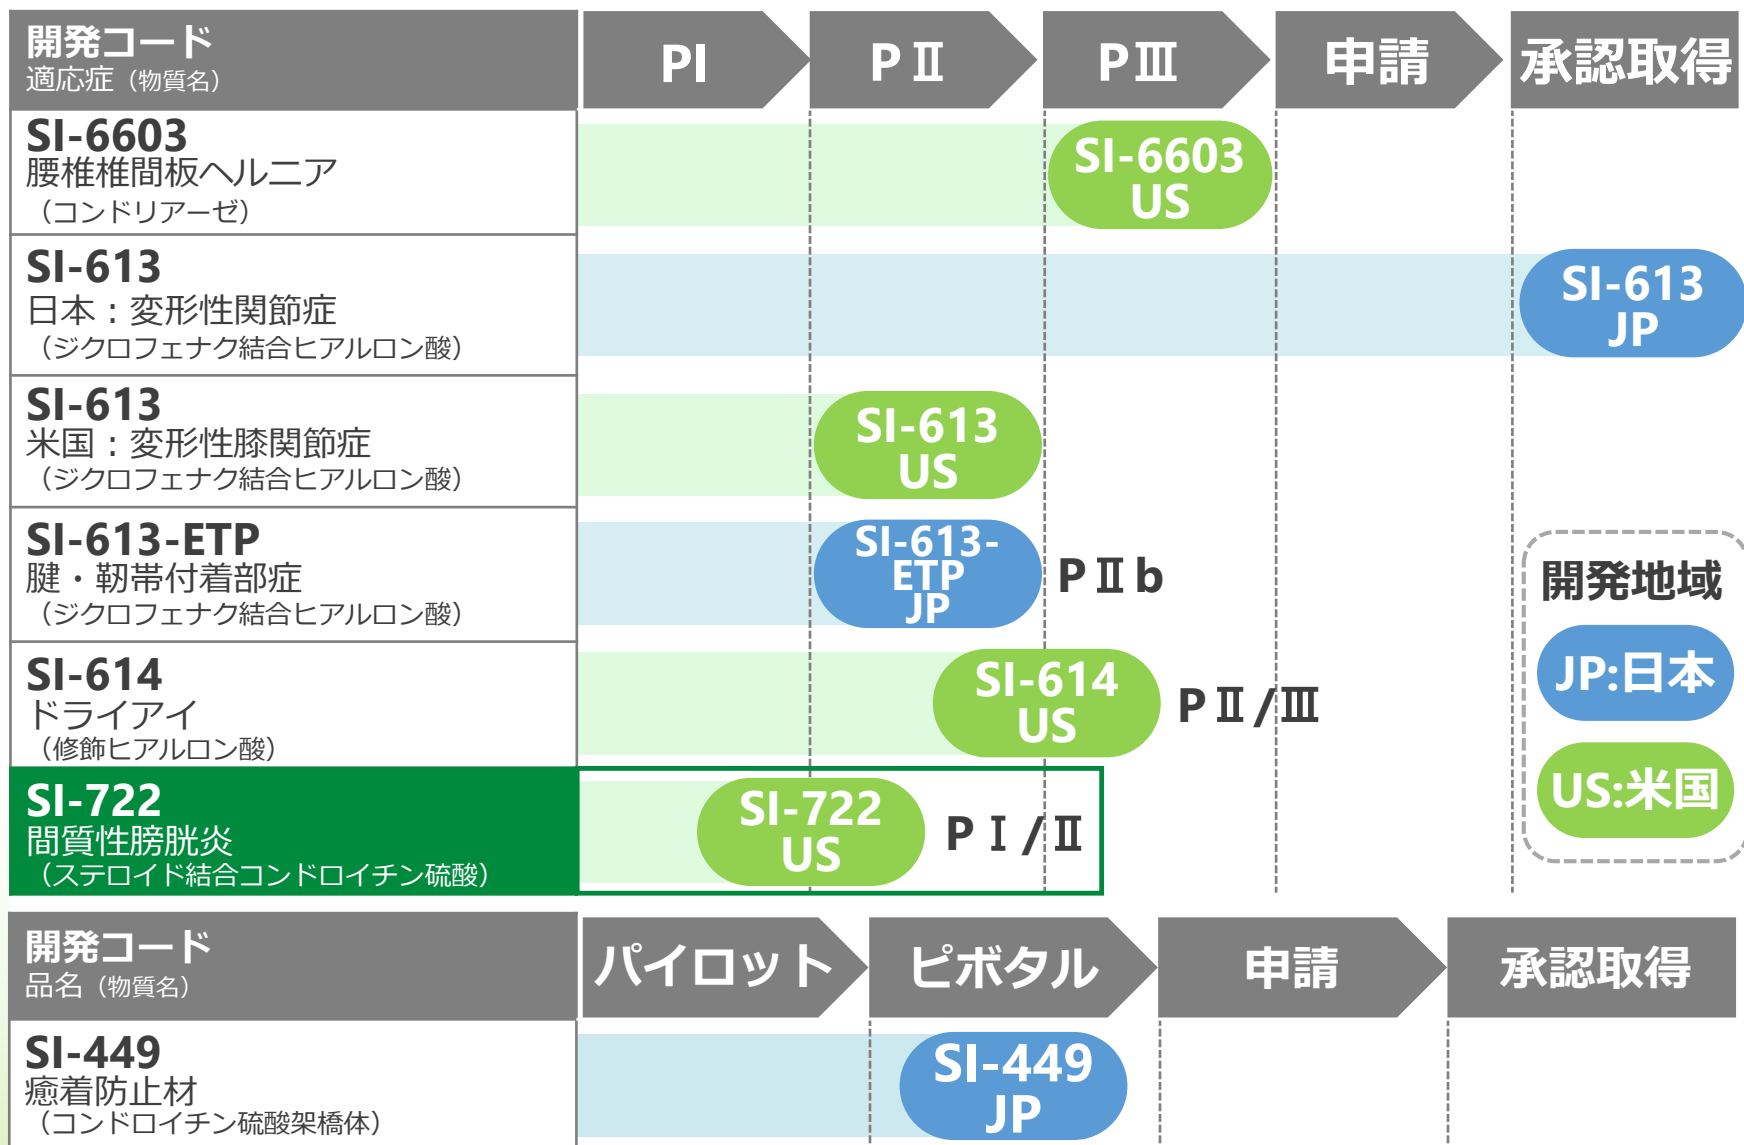 開発コード
適応症（物質名）
PⅠ
PⅡ
PⅢ
申請
承認取得
SI-6603
腰椎椎間板ヘルニア
（コンドリアーゼ）
SI-6603
US
SI-613
日本：変形性関節症
（ジクロフェナク結合ヒアルロン酸）
SI-613
JP
SI-613
米国：変形性膝関節症
（ジクロフェナク結合ヒアルロン酸）
SI-613
US
SI-613-ETP
腱・靭帯付着部症
（ジクロフェナク結合ヒアルロン酸）
SI-613-
ETP
JP
PⅡb
SI-614
ドライアイ
（修飾ヒアルロン酸）
SI-614
US
PⅡ/Ⅲ
SI-722
間質性膀胱炎
（ステロイド結合コンドロイチン硫酸）
SI-722
US
PⅠ/Ⅱ
開発地域
JP:日本
US:米国
開発コード
品名（物質名）
パイロット
ピボタル
申請
承認取得
SI-449
癒着防止材
（コンドロイチン硫酸架橋体）
SI-449
JP